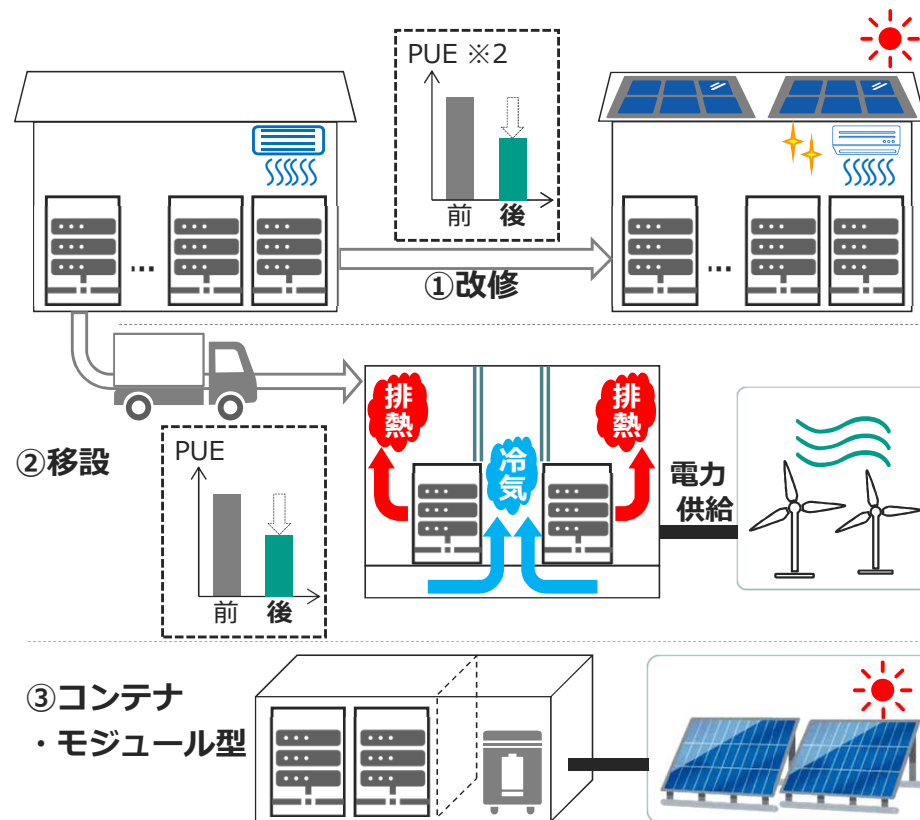 PUE ※2
前
後
...
...
①改修
排熱
排熱
冷気
②移設
PUE
前
後
電力
供給
③コンテナ
・モジュール型